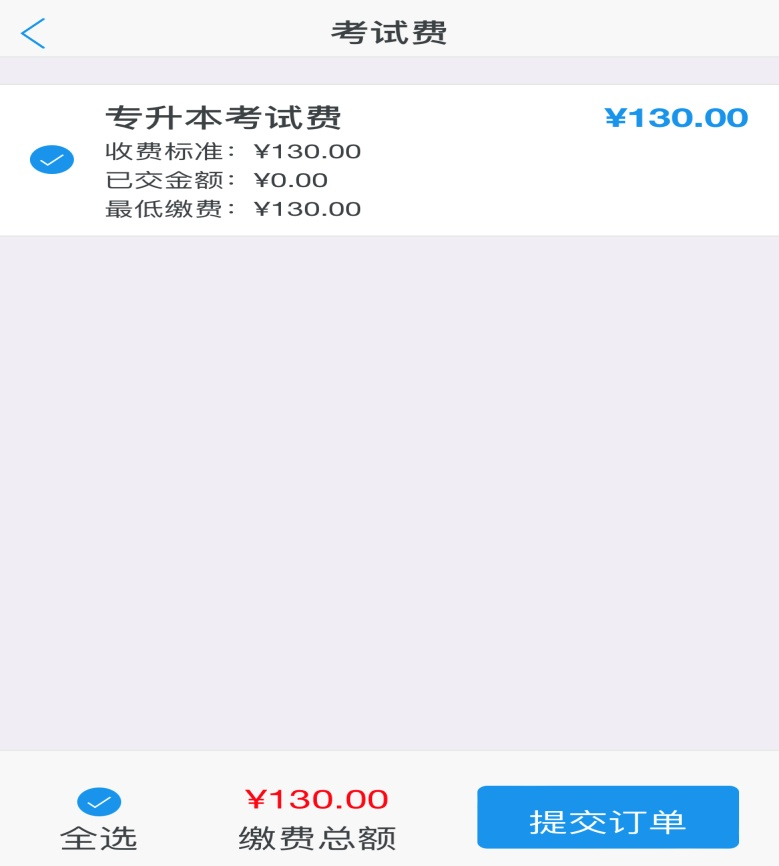 考试费
专升本考试费
¥130.00
收费标准：¥130.00
已交金额：¥0.00
最低缴费：¥130.00
¥130.00
全选
缴费总额
提交订单